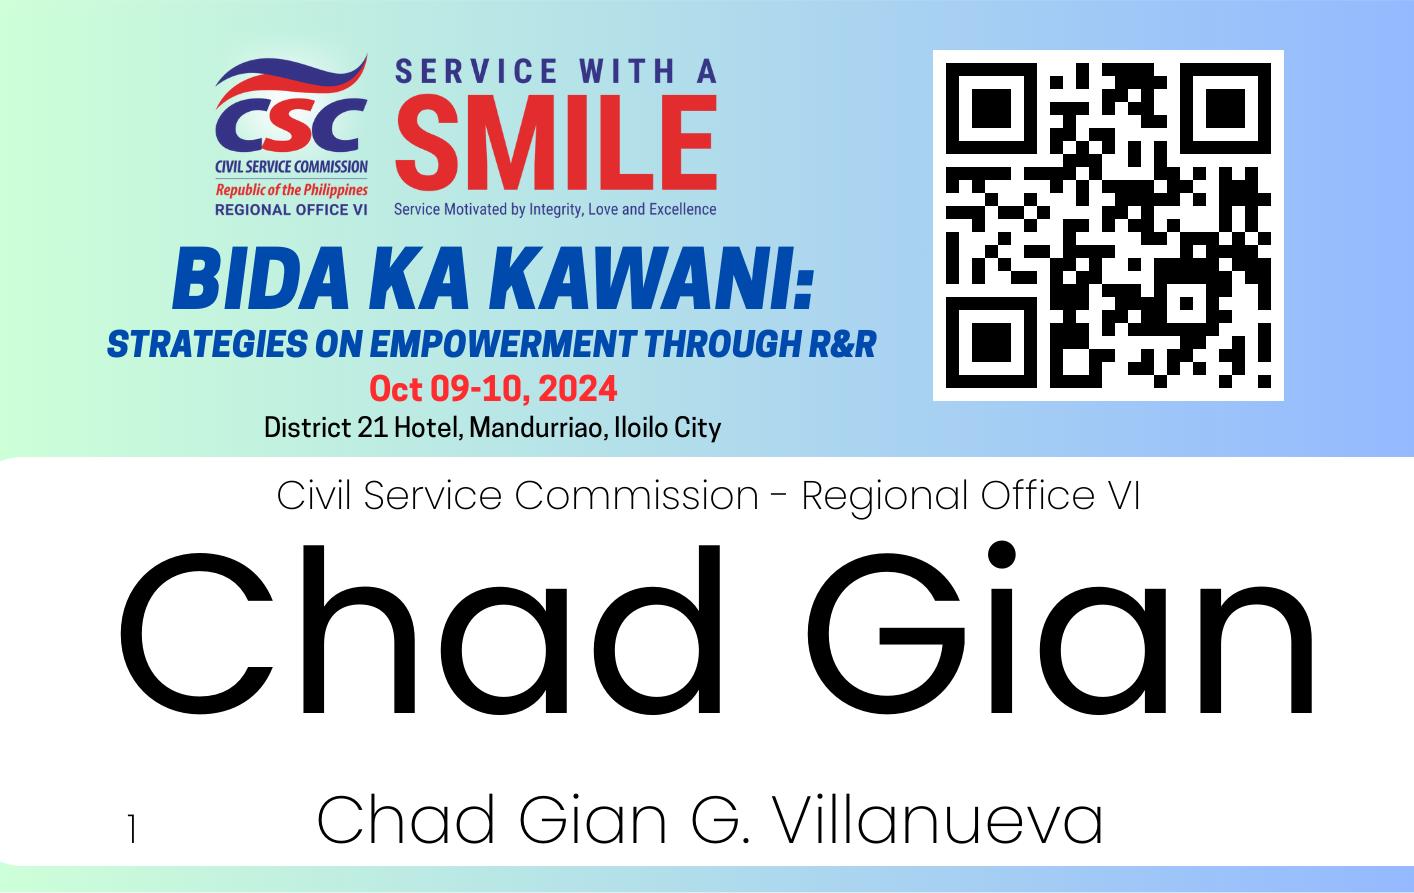 CSC
CIVIL SERVICE COMMISSION
Republic of the Philippines
REGIONAL OFFICE VI
SERVICE WITH A
SMILE
Service Motivated by Integrity, Love and Excellence
BIDA KA KAWANI:
STRATEGIES ON EMPOWERMENT THROUGH R&R
Oct 09-10, 2024
District 21 Hotel, Mandurriao, Iloilo City
Civil Service Commission - Regional Office VI
Chad Gian
Chad Gian G. Villanueva
1